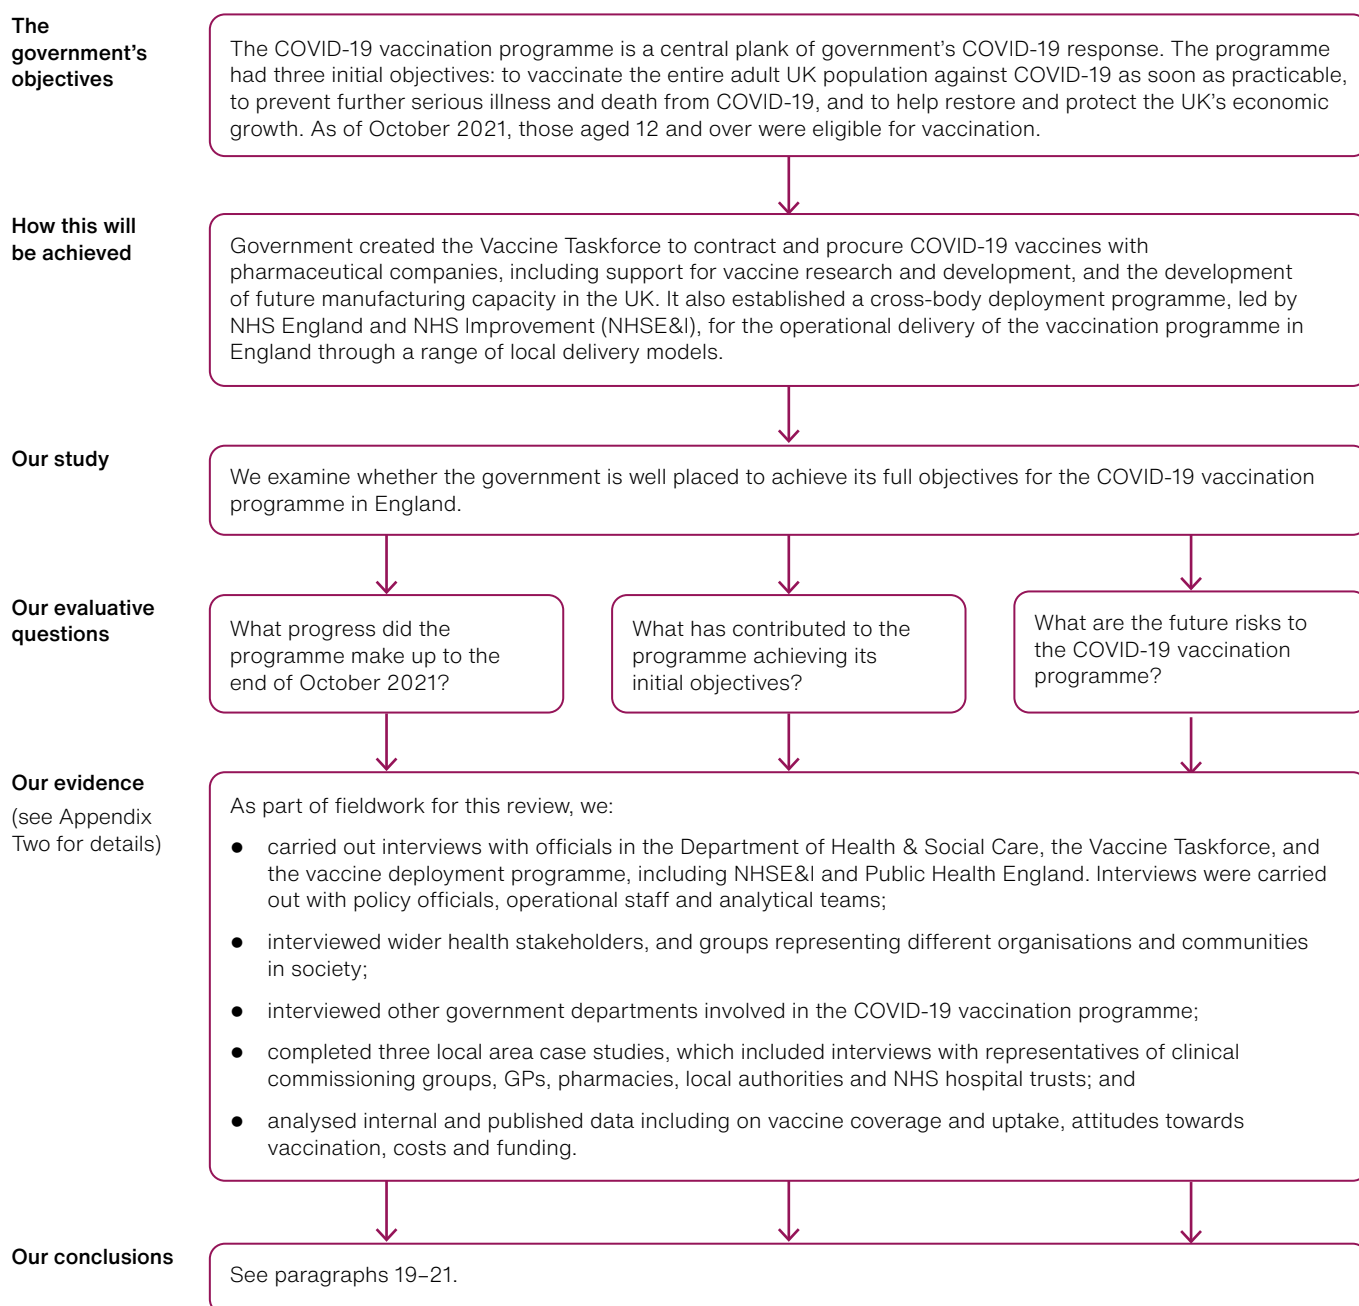 The
government’s
objectives
The COVID-19 vaccination programme is a central plank of government’s COVID-19 response. The programme
had three initial objectives: to vaccinate the entire adult UK population against COVID-19 as soon as practicable,
to prevent further serious illness and death from COVID-19, and to help restore and protect the UK’s economic
growth. As of October 2021, those aged 12 and over were eligible for vaccination.
How this will
be achieved
Government created the Vaccine Taskforce to contract and procure COVID-19 vaccines with
pharmaceutical companies, including support for vaccine research and development, and the development
of future manufacturing capacity in the UK. It also established a cross-body deployment programme, led by
NHS England and NHS Improvement (NHSE&I), for the operational delivery of the vaccination programme in
England through a range of local delivery models.
Our study
We examine whether the government is well placed to achieve its full objectives for the COVID-19 vaccination
programme in England.
Our evaluative
questions
What progress did the
programme make up to the
end of October 2021?
What has contributed to the
programme achieving its
initial objectives?
What are the future risks to
the COVID-19 vaccination
programme?
Our evidence
(see Appendix
Two for details)
As part of fieldwork for this review, we:
● carried out interviews with officials in the Department of Health & Social Care, the Vaccine Taskforce, and
the vaccine deployment programme, including NHSE&I and Public Health England. Interviews were carried
out with policy officials, operational staff and analytical teams;
● interviewed wider health stakeholders, and groups representing different organisations and communities
in society;
● interviewed other government departments involved in the COVID-19 vaccination programme;
● completed three local area case studies, which included interviews with representatives of clinical
commissioning groups, GPs, pharmacies, local authorities and NHS hospital trusts; and
● analysed internal and published data including on vaccine coverage and uptake, attitudes towards
vaccination, costs and funding.
Our conclusions
See paragraphs 19–21.